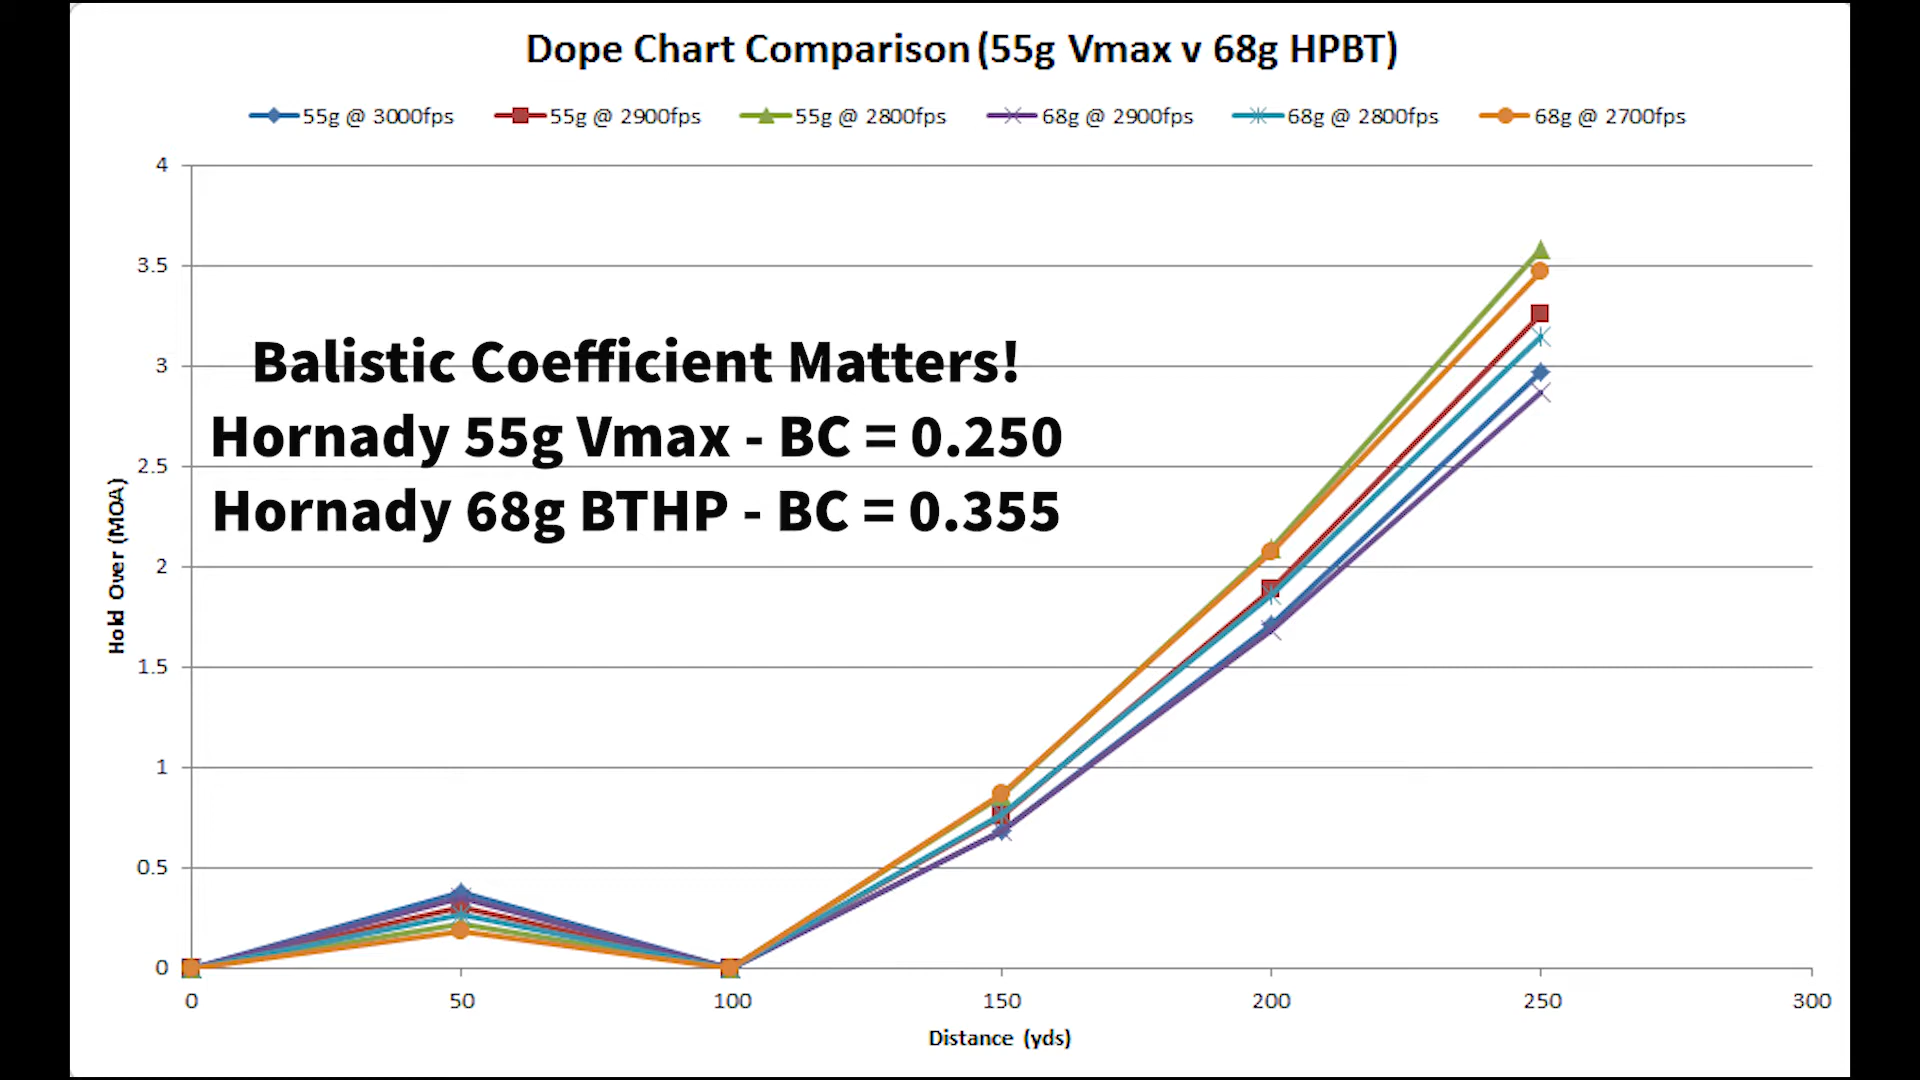 Dope Chart Comparison (55g Vmax v 68g HPBT)
55g @ 3000fps 55g @ 2900fps 55g @ 2800fps 68g @ 2900fps 68g @ 2800fps 68g @ 2700fps
4
3.5
3
2.5
2
1.5
1
0.5
0
Balistic Coefficient Matters!
Hornady 55g Vmax - BC = 0.250
Hornady 68g BTHP - BC = 0.355
Hold Over (MOA)
0 50 100 150 200 250 300
Distance (yds)